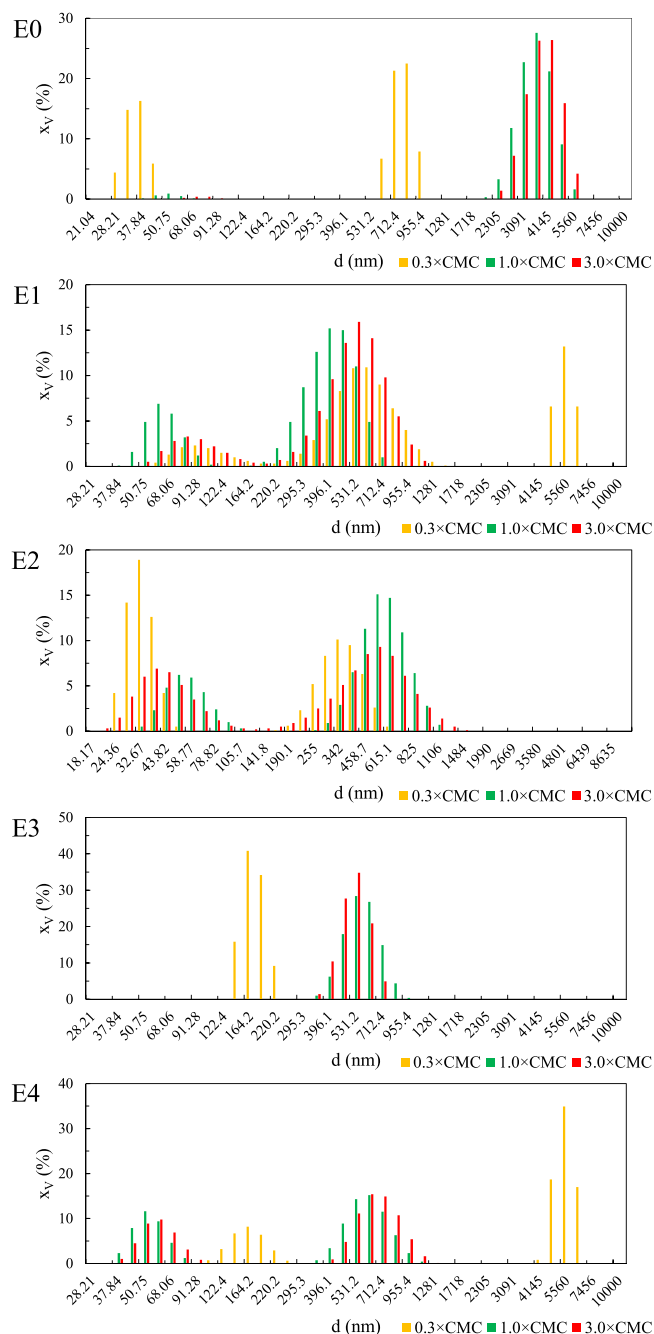 E0
30
20
10
0
x_V (%)
21.04 28.21 37.84 50.75 68.06 91.28 122.4 164.2 220.2 295.3 396.1 531.2 712.4 955.4 1281 1718 2305 3091 4145 5560 7456 10000
d (nm) 0.3×CMC 1.0×CMC 3.0×CMC
E1
20
15
10
5
0
x_V (%)
28.21 37.84 50.75 68.06 91.28 122.4 164.2 220.2 295.3 396.1 531.2 712.4 955.4 1281 1718 2305 3091 4145 5560 7456 10000
d (nm) 0.3×CMC 1.0×CMC 3.0×CMC
E2
20
15
10
5
0
x_V (%)
18.17 24.36 32.67 43.82 58.77 78.82 105.7 141.8 190.1 255 342 458.7 615.1 825 1106 1484 1990 2669 3580 4801 6439 8635
d (nm) 0.3×CMC 1.0×CMC 3.0×CMC
E3
50
40
30
20
10
0
x_V (%)
28.21 37.84 50.75 68.06 91.28 122.4 164.2 220.2 295.3 396.1 531.2 712.4 955.4 1281 1718 2305 3091 4145 5560 7456 10000
d (nm) 0.3×CMC 1.0×CMC 3.0×CMC
E4
40
30
20
10
0
x_V (%)
28.21 37.84 50.75 68.06 91.28 122.4 164.2 220.2 295.3 396.1 531.2 712.4 955.4 1281 1718 2305 3091 4145 5560 7456 10000
d (nm) 0.3×CMC 1.0×CMC 3.0×CMC